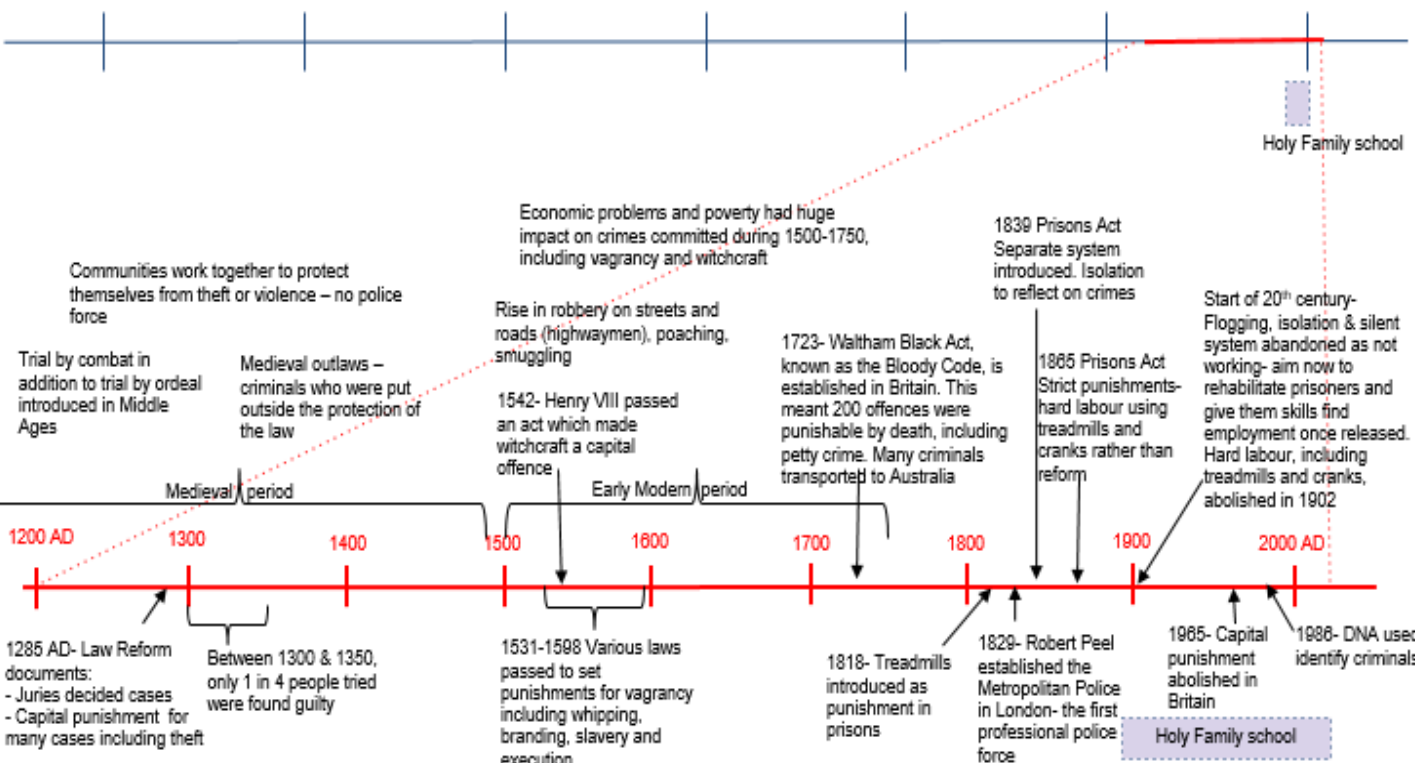 Holy Family school
Economic problems and poverty had huge
impact on crimes committed during 1500-1750,
including vagrancy and witchcraft
1839 Prisons Act
Separate system
introduced. Isolation
to reflect on crimes
Communities work together to protect
themselves from theft or violence – no police
force
Rise in robbery on streets and
roads (highwaymen), poaching,
smuggling
Start of 20th century-
Flogging, isolation & silent
system abandoned as not
working- aim now to
rehabilitate prisoners and
give them skills find
employment once released.
Hard labour, including
treadmills and cranks,
abolished in 1902
Trial by combat in
addition to trial by ordeal
introduced in Middle
Ages
Medieval outlaws –
criminals who were put
outside the protection of
the law
1542- Henry VIII passed
an act which made
witchcraft a capital
offence
1723- Waltham Black Act,
known as the Bloody Code, is
established in Britain. This
meant 200 offences were
punishable by death, including
petty crime. Many criminals
transported to Australia
1865 Prisons Act
Strict punishments-
hard labour using
treadmills and
cranks rather than
reform
Medieval period
Early Modern period
1200 AD
1300
1400
1500
1600
1700
1800
1900
2000 AD
1285 AD- Law Reform
documents:
- Juries decided cases
- Capital punishment for
many cases including theft
Between 1300 & 1350,
only 1 in 4 people tried
were found guilty
1531-1598 Various laws
passed to set
punishments for vagrancy
including whipping,
branding, slavery and
execution
1818- Treadmills
introduced as
punishment in
prisons
1829- Robert Peel
established the
Metropolitan Police
in London- the first
professional police
force
1965- Capital
punishment
abolished in
Britain
1986- DNA used
identify criminals
Holy Family school